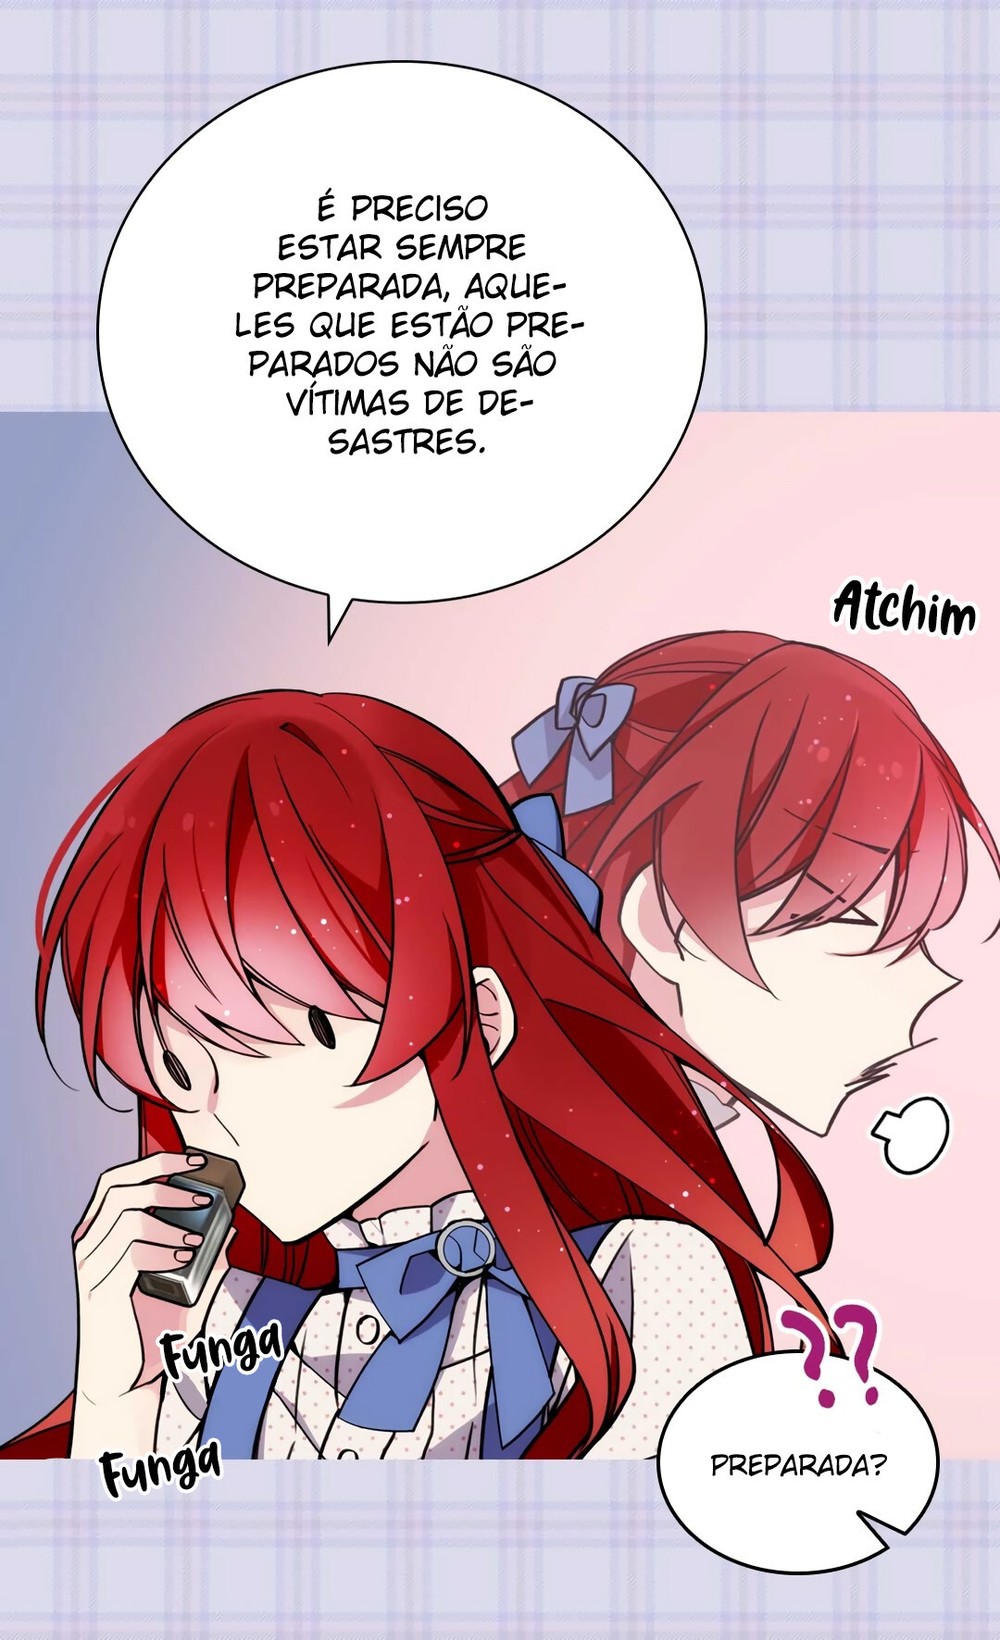 É PRECISO
ESTAR SEMPRE
PREPARADA, AQUE-
LES QUE ESTÃO PRE-
PARADOS NÃO SÃO
VÍTIMAS DE DE-
SASTRES.
Atchim
Funga
??
Funga
PREPARADA?